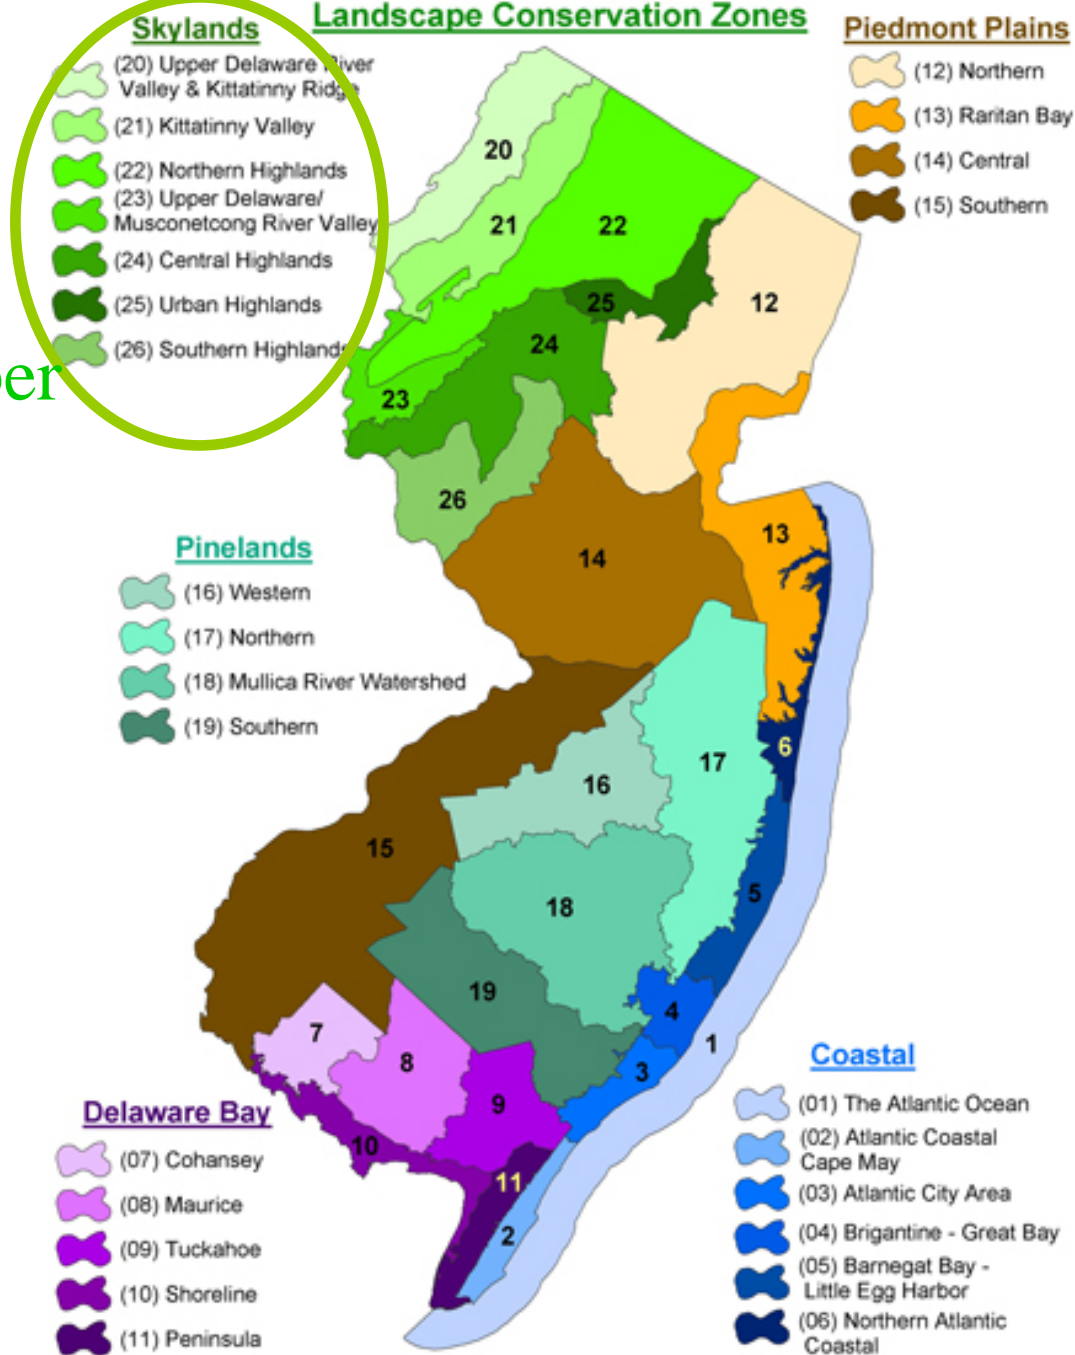 Landscape Conservation Zones
Skylands
(20) Upper Delaware River
Valley & Kittatinny Ridge
(21) Kittatinny Valley
(22) Northern Highlands
(23) Upper Delaware/
Musconetcong River Valley
(24) Central Highlands
(25) Urban Highlands
(26) Southern Highlands
Piedmont Plains
(12) Northern
(13) Raritan Bay
(14) Central
(15) Southern
20
21
22
25
12
24
23
26
13
14
Pinelands
(16) Western
(17) Northern
(18) Mullica River Watershed
(19) Southern
6
17
16
15
5
18
19
4
7
1
8
3
9
10
11
2
Delaware Bay
(07) Cohansey
(08) Maurice
(09) Tuckahoe
(10) Shoreline
(11) Peninsula
Coastal
(01) The Atlantic Ocean
(02) Atlantic Coastal
Cape May
(03) Atlantic City Area
(04) Brigantine - Great Bay
(05) Barnegat Bay -
Little Egg Harbor
(06) Northern Atlantic
Coastal